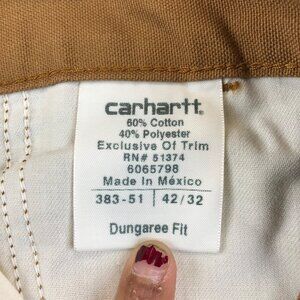 carhartt
60% Cotton
40% Polyester
Exclusive Of Trim
RN# 51374
6065798
Made In México
383-51 | 42/32
Dungaree Fit